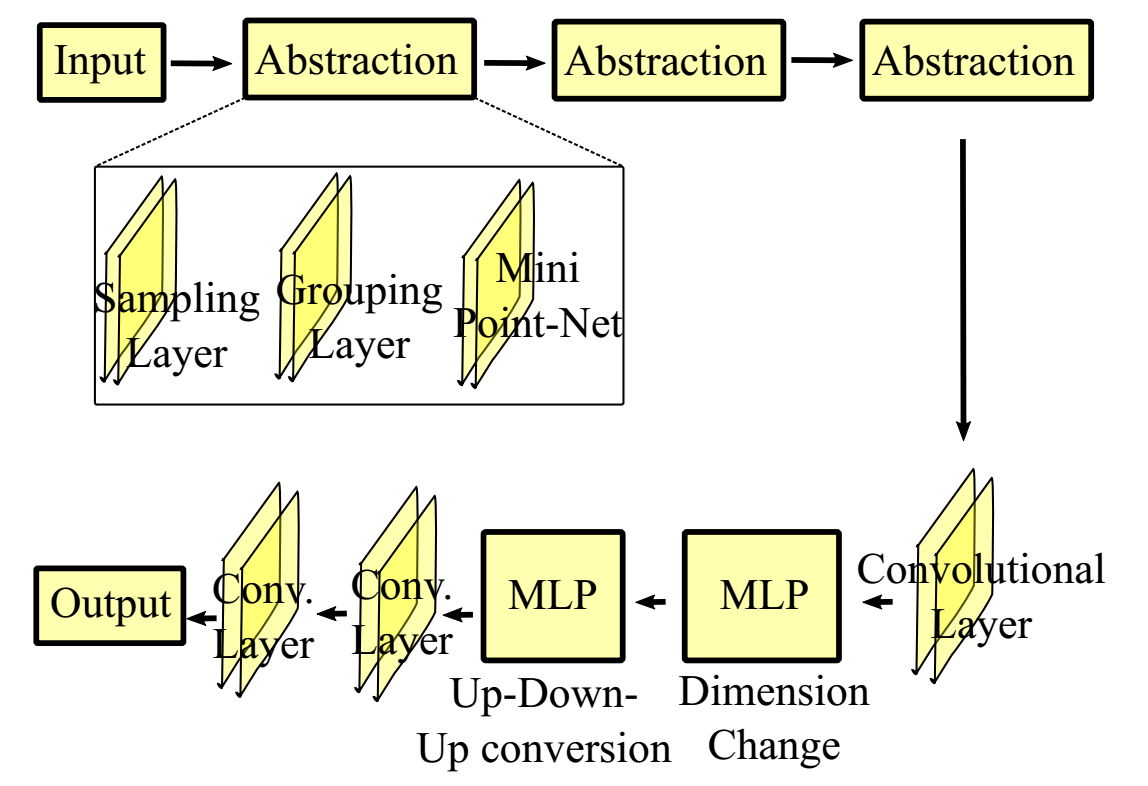 Input
Abstraction
Abstraction
Abstraction
Sampling
Layer
Grouping
Layer
Mini
Point-Net
Convolutional
Layer
MLP
Dimension
Change
MLP
Up-Down-
Up conversion
Conv.
Layer
Conv.
Layer
Output